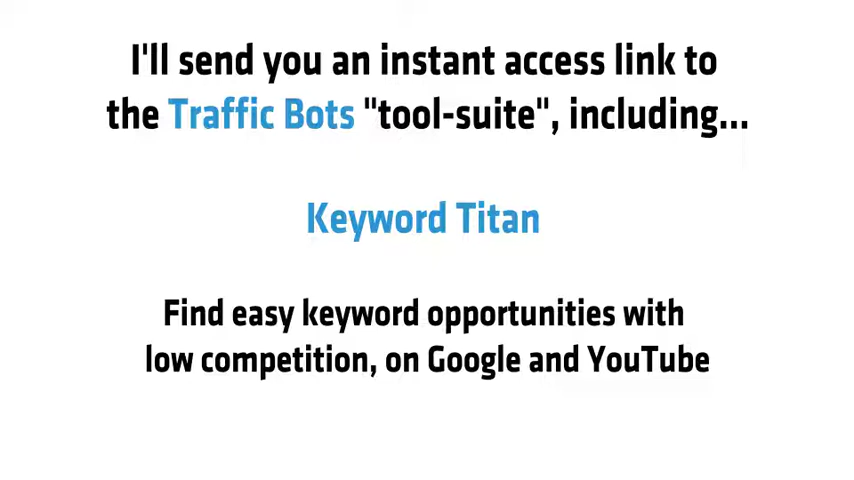 I'll send you an instant access link to
the Traffic Bots "tool-suite", including...
Keyword Titan
Find easy keyword opportunities with
low competition, on Google and YouTube